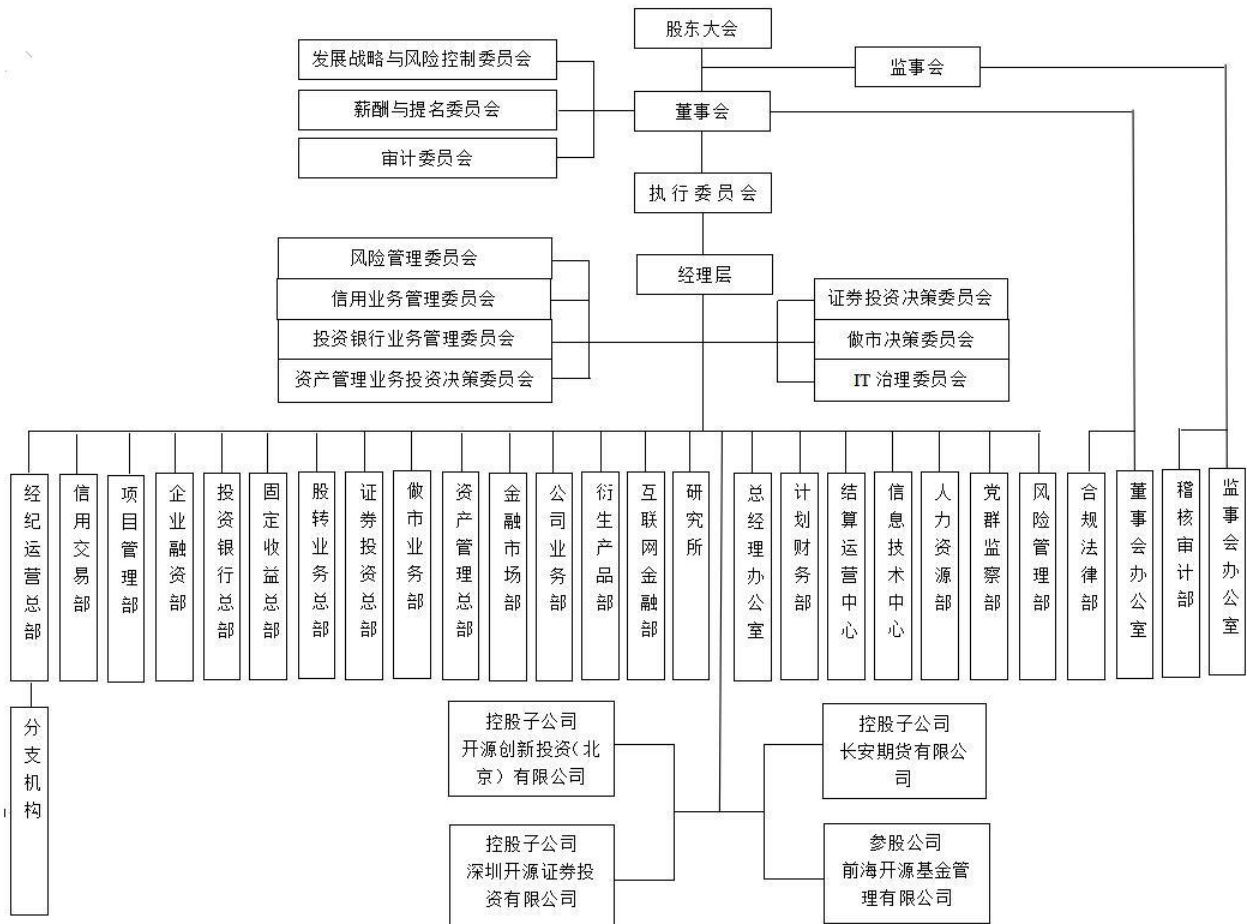 股东大会
发展战略与风险控制委员会
监事会
薪酬与提名委员会
董事会
审计委员会
执行委员会
风险管理委员会
经理层
信用业务管理委员会
证券投资决策委员会
投资银行业务管理委员会
做市决策委员会
资产管理业务投资决策委员会
IT 治理委员会
经纪运营总部
信用交易部
项目管理部
企业融资部
投资银行总部
固定收益总部
股转业务总部
证券投资总部
做市业务部
资产管理总部
金融市场部
公司业务部
衍生产品部
互联网金融部
研究所
总经理办公室
计划财务部
结算运营中心
信息技术中心
人力资源部
党群监察部
风险管理部
合规法律部
董事会办公室
稽核审计部
监事会办公室
分支机构
控股子公司
开源创新投资（北
京）有限公司
控股子公司
长安期货有限公
司
控股子公司
深圳开源证券投
资有限公司
参股公司
前海开源基金管
理有限公司